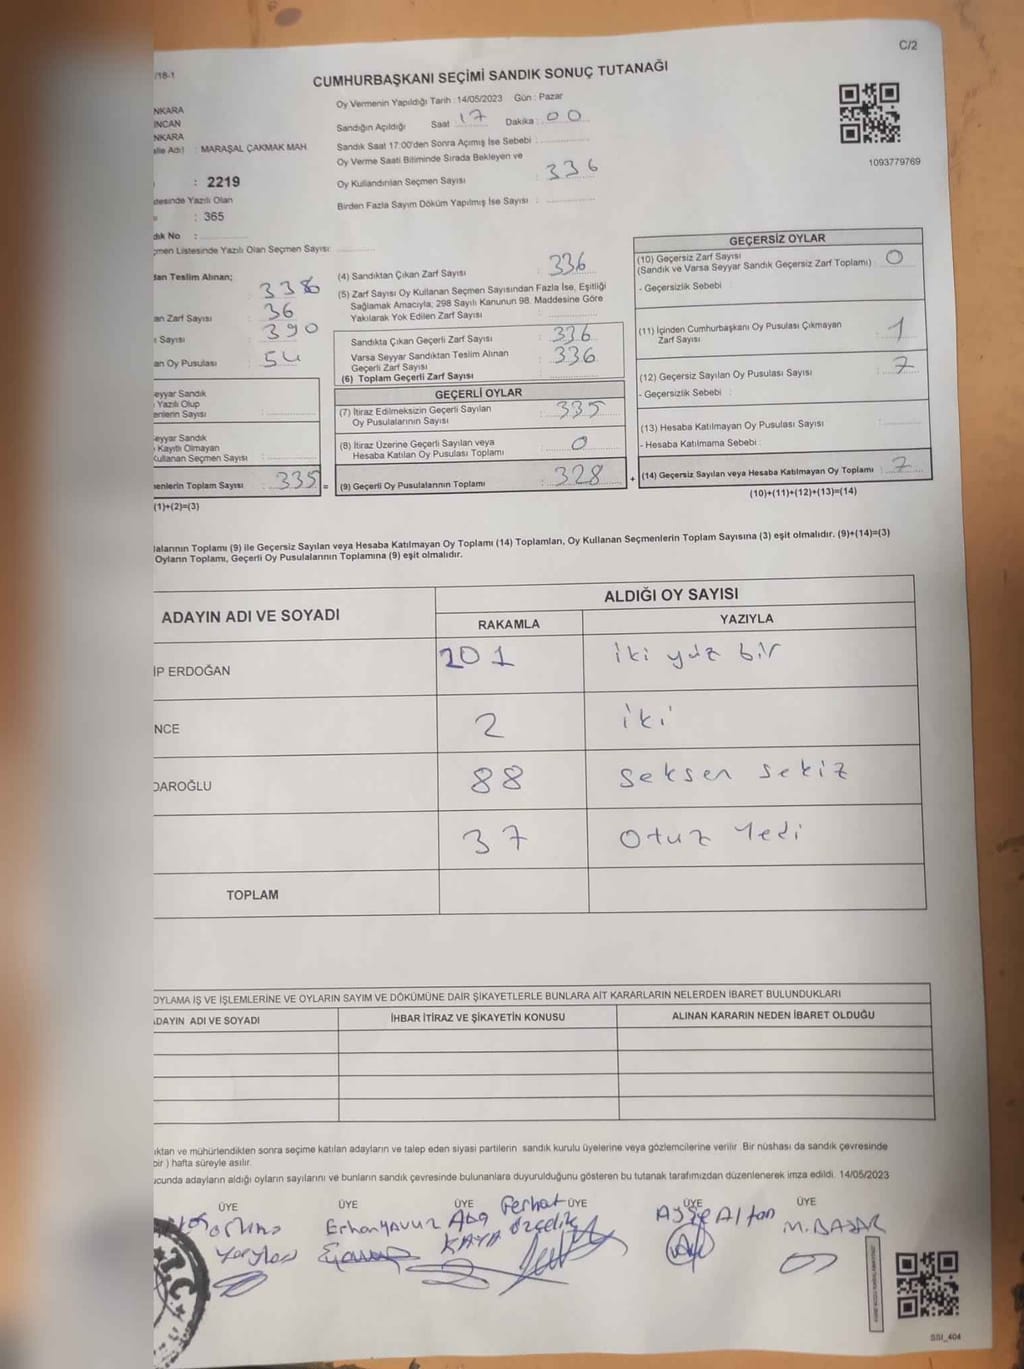 C/2
/18-1
CUMHURBAŞKANI SEÇİMİ SANDIK SONUÇ TUTANAĞI
NKARA
İNCAN
NKARA
alle Adı: MARAŞAL ÇAKMAK MAH.
: 2219
desinde Yazılı Olan
: 365
dık No :
çmen Listesinde Yazılı Olan Seçmen Sayısı:
Oy Vermenin Yapıldığı Tarih : 14/05/2023 Gün : Pazar
Sandığın Açıldığı Saat 17 Dakika : 00
Sandık Saat 17:00'den Sonra Açımış İse Sebebi :
Oy Verme Saati Bitiminde Sırada Bekleyen ve
Oy Kullandırılan Seçmen Sayısı : 336
Birden Fazla Sayım Döküm Yapılmış İse Sayısı :
1093779769
dan Teslim Alınan;
338
an Zarf Sayısı 36
ı Sayısı : 390
an Oy Pusulası : 54
eyyar Sandık
Yazılı Olup
enlerin Sayısı :
eyyar Sandık
Kayıtlı Olmayan
Kullanan Seçmen Sayısı :
nenlerin Toplam Sayısı : 335 =
(1)+(2)=(3)
(4) Sandıktan Çıkan Zarf Sayısı : 336
(5) Zarf Sayısı Oy Kullanan Seçmen Sayısından Fazla İse, Eşitliği
Sağlamak Amacıyla; 298 Sayılı Kanunun 98. Maddesine Göre
Yakılarak Yok Edilen Zarf Sayısı :
Sandıkta Çıkan Geçerli Zarf Sayısı : 336
Varsa Seyyar Sandıktan Teslim Alınan : 336
Geçerli Zarf Sayısı
(6) Toplam Geçerli Zarf Sayısı :
GEÇERLİ OYLAR
(7) İtiraz Edilmeksizin Geçerli Sayılan
Oy Pusulalarının Sayısı : 335
(8) İtiraz Üzerine Geçerli Sayılan veya
Hesaba Katılan Oy Pusulası Toplamı : 0
(9) Geçerli Oy Pusulalarının Toplamı : 328 +
GEÇERSİZ OYLAR
(10) Geçersiz Zarf Sayısı
(Sandık ve Varsa Seyyar Sandık Geçersiz Zarf Toplamı) : 0
- Geçersizlik Sebebi :
(11) İçinden Cumhurbaşkanı Oy Pusulası Çıkmayan
Zarf Sayısı : 1
(12) Geçersiz Sayılan Oy Pusulası Sayısı : 7
- Geçersizlik Sebebi :
(13) Hesaba Katılmayan Oy Pusulası Sayısı :
- Hesaba Katılmama Sebebi :
(14) Geçersiz Sayılan veya Hesaba Katılmayan Oy Toplamı : 7
(10)+(11)+(12)+(13)=(14)
lalarının Toplamı (9) ile Geçersiz Sayılan veya Hesaba Katılmayan Oy Toplamı (14) Toplamları, Oy Kullanan Seçmenlerin Toplam Sayısına (3) eşit olmalıdır. (9)+(14)=(3)
Oyların Toplamı, Geçerli Oy Pusulalarının Toplamına (9) eşit olmalıdır.
ADAYIN ADI VE SOYADI
ALDIĞI OY SAYISI
RAKAMLA YAZIYLA
İP ERDOĞAN 201 iki yüz bir
NCE 2 iki
DAROĞLU 88 seksen sekiz
37 otuz yedi
TOPLAM
OYLAMA İŞ VE İŞLEMLERİNE VE OYLARIN SAYIM VE DÖKÜMÜNE DAİR ŞİKAYETLERLE BUNLARA AİT KARARLARIN NELERDEN İBARET BULUNDUKLARI
DAYIN ADI VE SOYADI İHBAR İTİRAZ VE ŞİKAYETİN KONUSU ALINAN KARARIN NEDEN İBARET OLDUĞU
ıktan ve mühürlendikten sonra seçime katılan adayların ve talep eden siyasi partilerin sandık kurulu üyelerine veya gözlemcilerine verilir. Bir nüshası da sandık çevresinde
bir ) hafta süreyle asılır.
ucunda adayların aldığı oyların sayılarını ve bunların sandık çevresinde bulunanlara duyurulduğunu gösteren bu tutanak tarafımızdan düzenlenerek imza edildi. 14/05/2023
ÜYE ÜYE ÜYE ÜYE ÜYE ÜYE
Erhan YAVUZ
KAYA
Ferhat
Özçelik
Ayşe Altan
M. BAŞAR
SSI_404